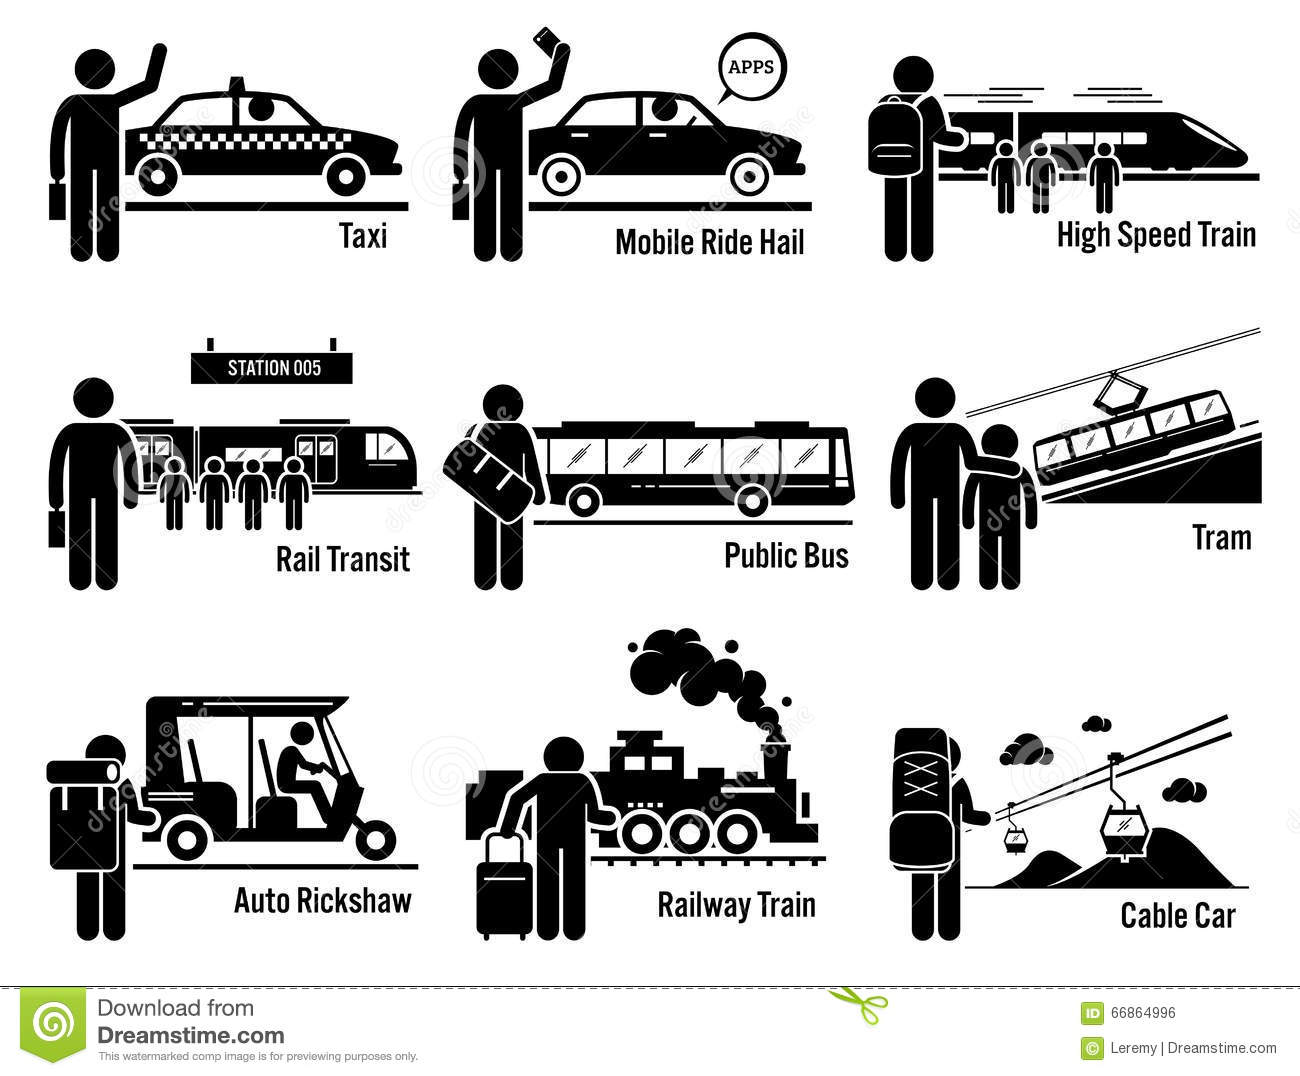 APPS
Taxi
Mobile Ride Hail
High Speed Train
STATION 005
Rail Transit
Public Bus
Tram
Auto Rickshaw
Railway Train
Cable Car
Download from
Dreamstime.com
This watermarked comp image is for previewing purposes only.
ID 66864996
© Leremy | Dreamstime.com